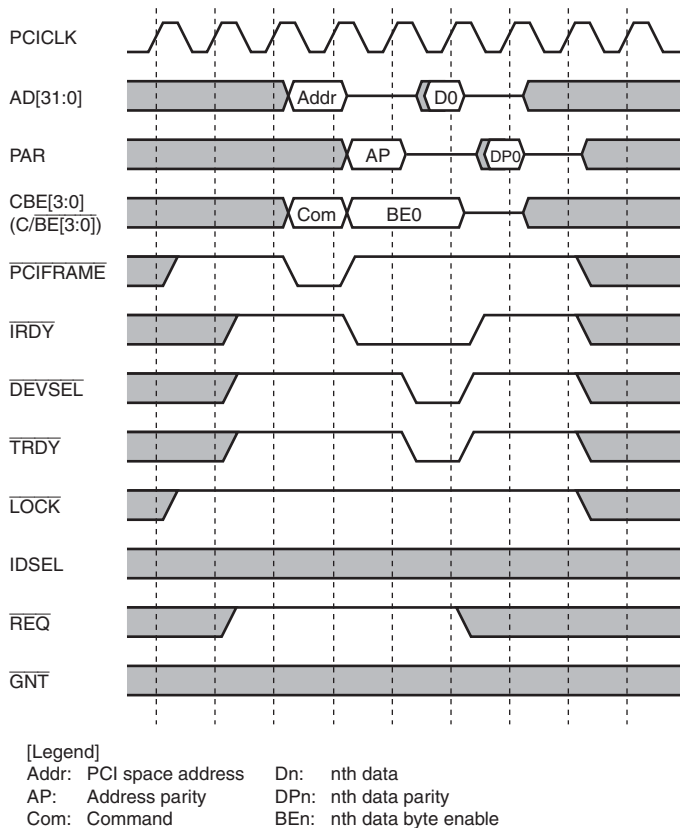 PCICLK
AD[31:0] Addr D0
PAR AP DP0
CBE[3:0]
(C/BE[3:0]) Com BE0
PCIFRAME
IRDY
DEVSEL
TRDY
LOCK
IDSEL
REQ
GNT
[Legend]
Addr: PCI space address Dn: nth data
AP: Address parity DPn: nth data parity
Com: Command BEn: nth data byte enable